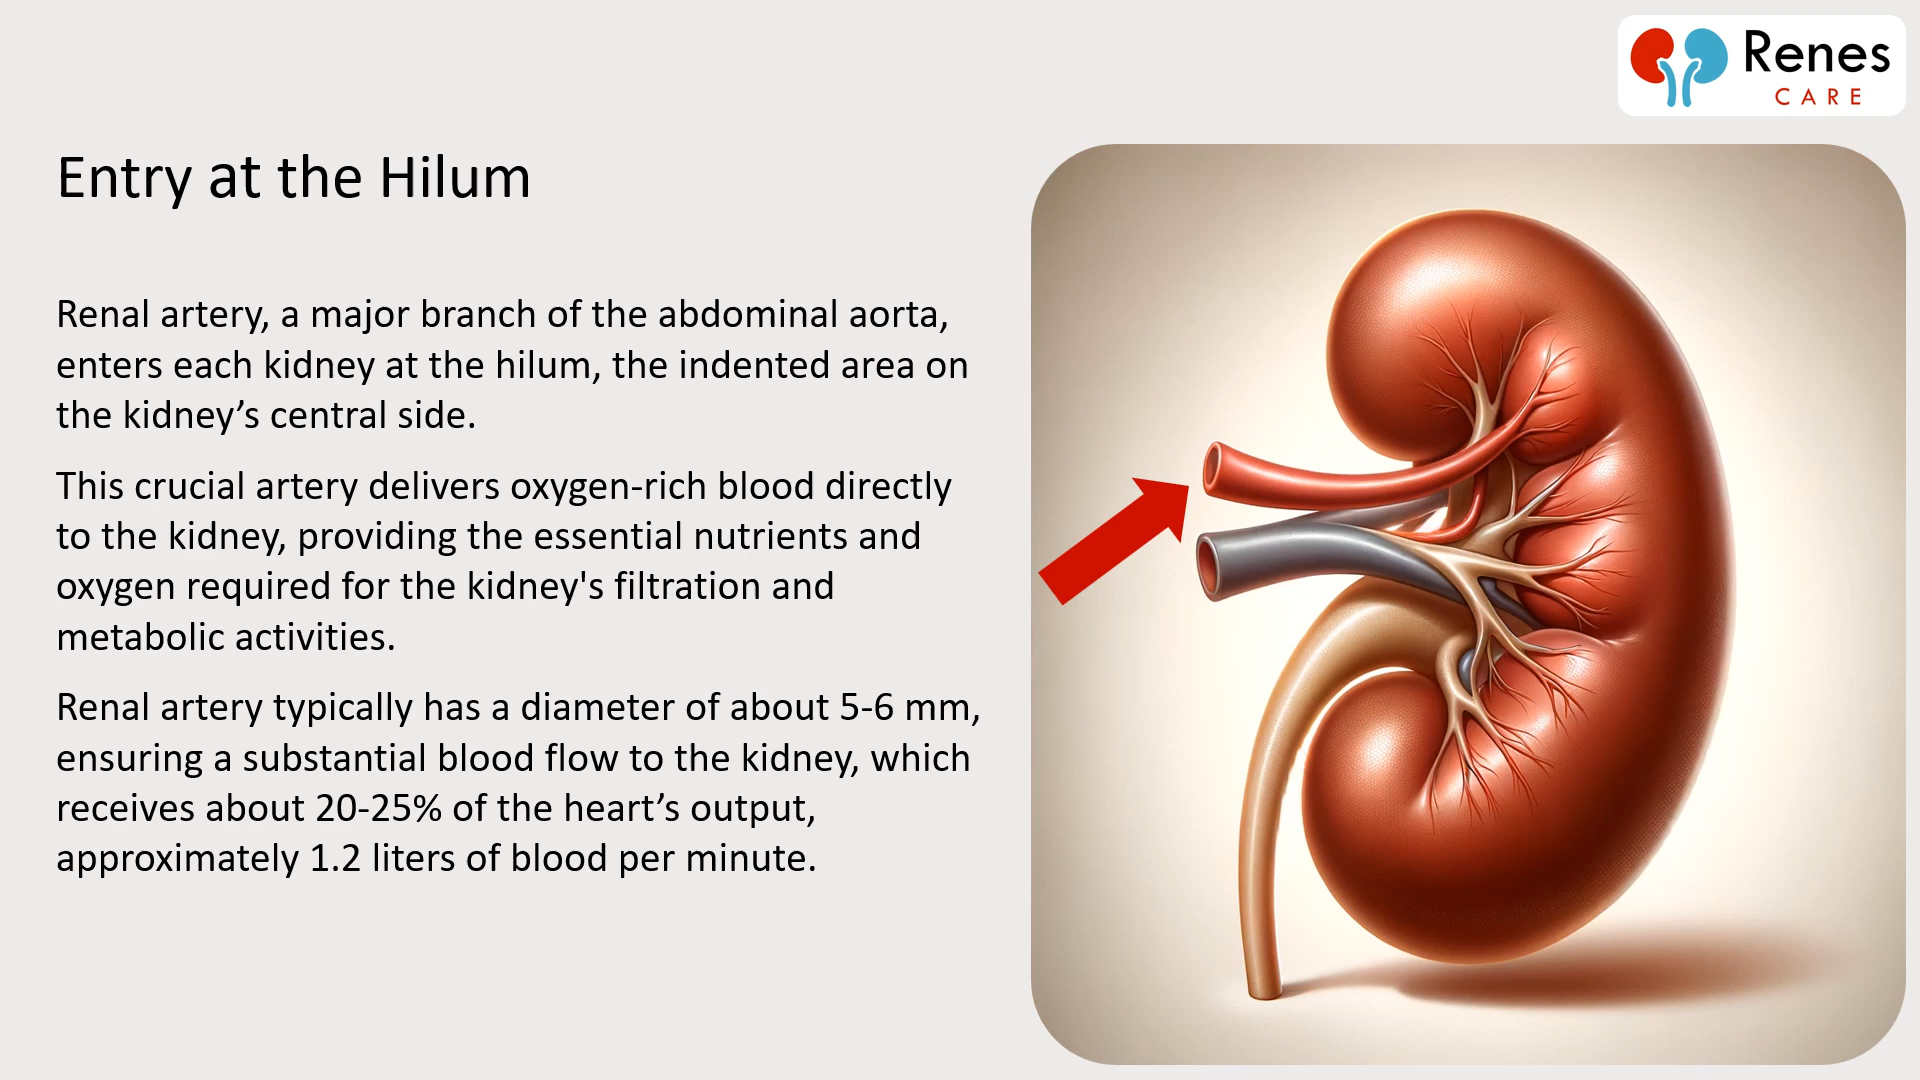 Renes
CARE
Entry at the Hilum
Renal artery, a major branch of the abdominal aorta,
enters each kidney at the hilum, the indented area on
the kidney’s central side.
This crucial artery delivers oxygen-rich blood directly
to the kidney, providing the essential nutrients and
oxygen required for the kidney's filtration and
metabolic activities.
Renal artery typically has a diameter of about 5-6 mm,
ensuring a substantial blood flow to the kidney, which
receives about 20-25% of the heart’s output,
approximately 1.2 liters of blood per minute.